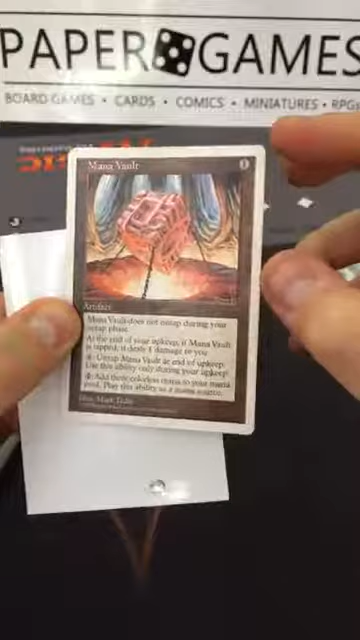 PAPER GAMES
BOARD GAMES • CARDS • COMICS • MINIATURES • RPGs
Mana Vault 1
Artifact
Mana Vault does not untap during your
untap phase.
At the end of your upkeep, if Mana Vault
is tapped, it deals 1 damage to you.
4: Untap Mana Vault at end of upkeep.
Use this ability only during your upkeep.
Add three colorless mana to your mana
pool. Play this ability as a mana source.
Illus. Mark Tedin